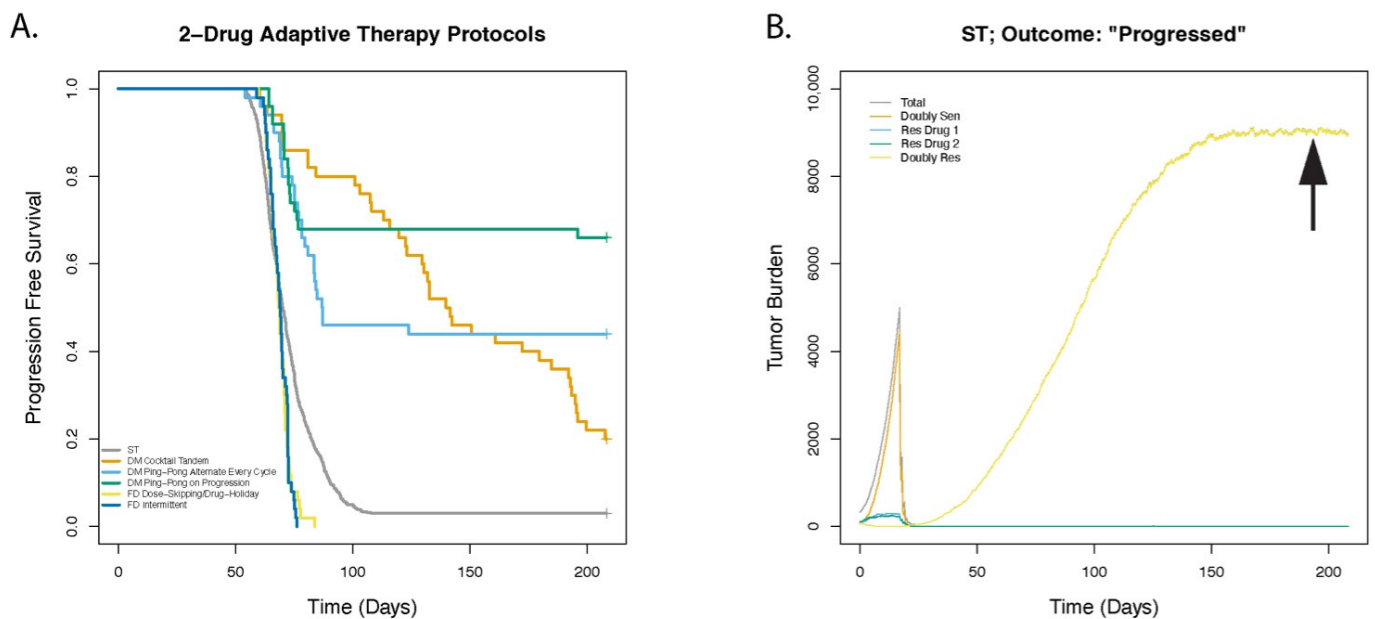 A.
2–Drug Adaptive Therapy Protocols
Progression Free Survival
1.0
0.8
0.6
0.4
0.2
0.0
ST
DM Cocktail Tandem
DM Ping–Pong Alternate Every Cycle
DM Ping–Pong on Progression
FD Dose–Skipping/Drug–Holiday
FD Intermittent
0 50 100 150 200
Time (Days)
B.
ST; Outcome: "Progressed"
Tumor Burden
10,000
8000
6000
4000
2000
0
Total
Doubly Sen
Res Drug 1
Res Drug 2
Doubly Res
0 50 100 150 200
Time (Days)